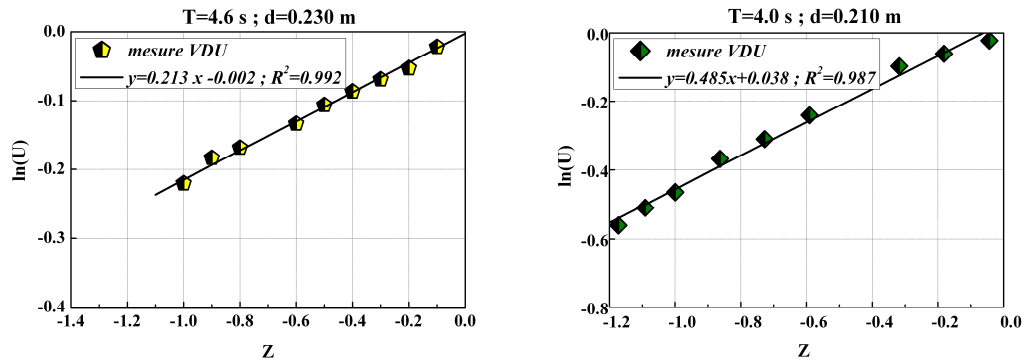 T=4.6 s ; d=0.230 m
0.0
mesure VDU
y=0.213 x -0.002 ; R²=0.992
-0.1
-0.2
-0.3
-0.4
ln(U)
-1.4 -1.2 -1.0 -0.8 -0.6 -0.4 -0.2 0.0
Z
T=4.0 s ; d=0.210 m
0.0
mesure VDU
y=0.485x+0.038 ; R²=0.987
-0.2
-0.4
-0.6
-0.8
ln(U)
-1.2 -1.0 -0.8 -0.6 -0.4 -0.2 0.0
Z